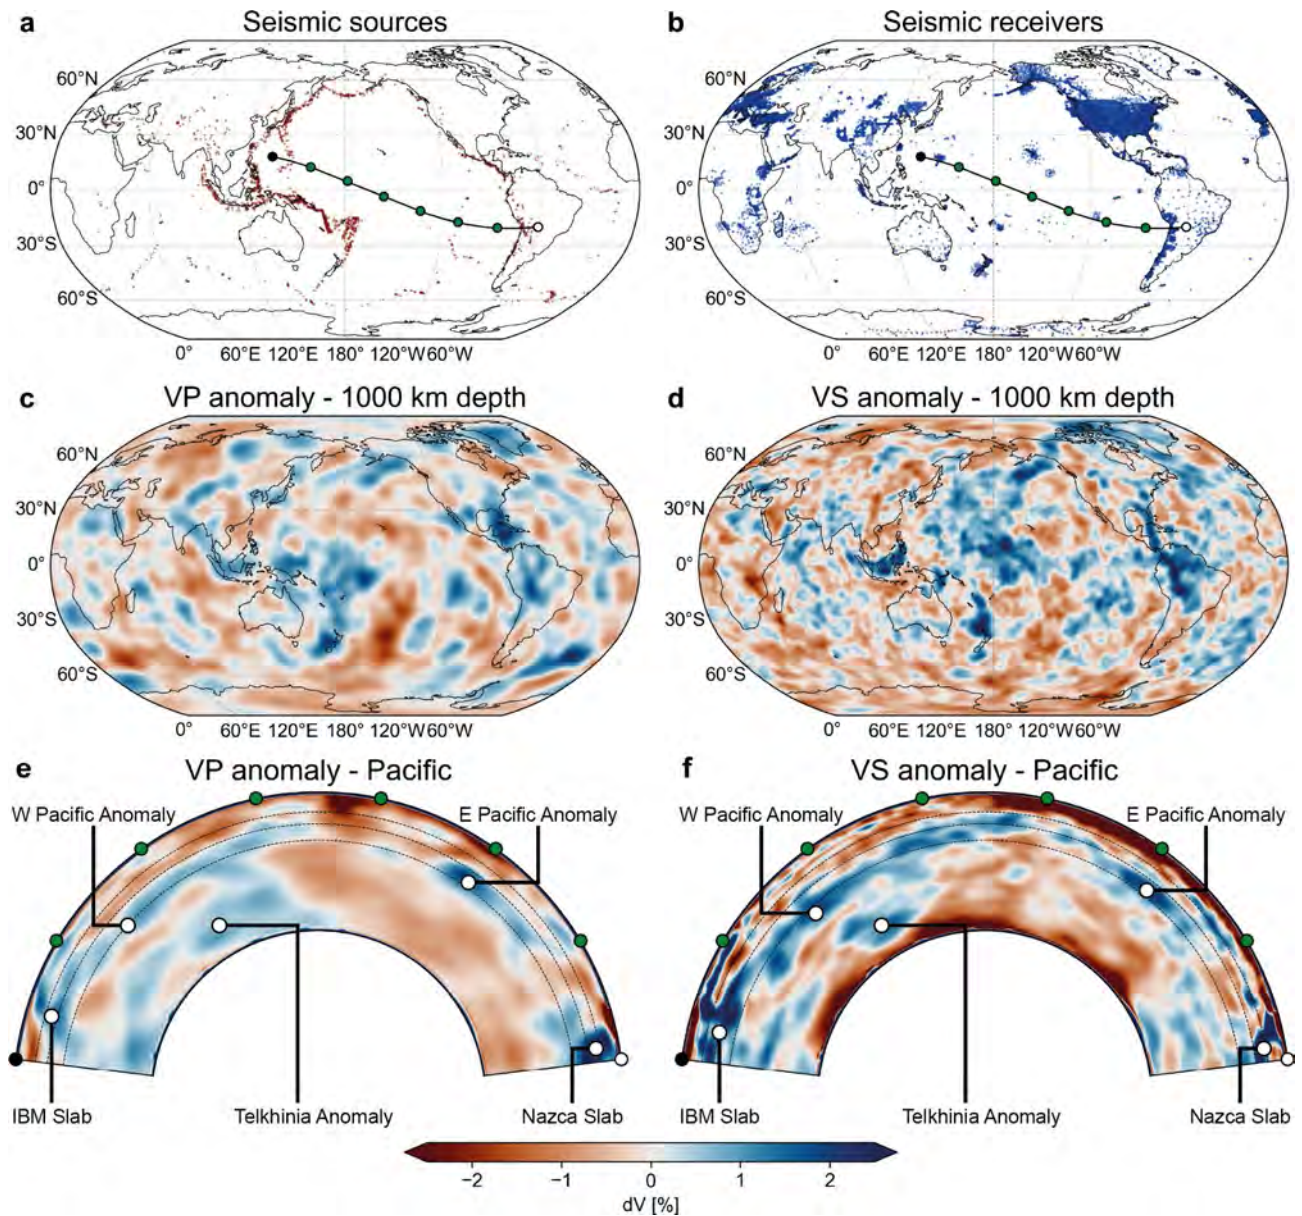 a Seismic sources
b Seismic receivers
60°N
30°N
0°
30°S
60°S
0° 60°E 120°E 180° 120°W 60°W
60°N
30°N
0°
30°S
60°S
0° 60°E 120°E 180° 120°W 60°W
c VP anomaly - 1000 km depth
d VS anomaly - 1000 km depth
60°N
30°N
0°
30°S
60°S
0° 60°E 120°E 180° 120°W 60°W
60°N
30°N
0°
30°S
60°S
0° 60°E 120°E 180° 120°W 60°W
e VP anomaly - Pacific
f VS anomaly - Pacific
W Pacific Anomaly
E Pacific Anomaly
IBM Slab
Telkhinia Anomaly
Nazca Slab
W Pacific Anomaly
E Pacific Anomaly
IBM Slab
Telkhinia Anomaly
Nazca Slab
−2 −1 0 1 2
dV [%]